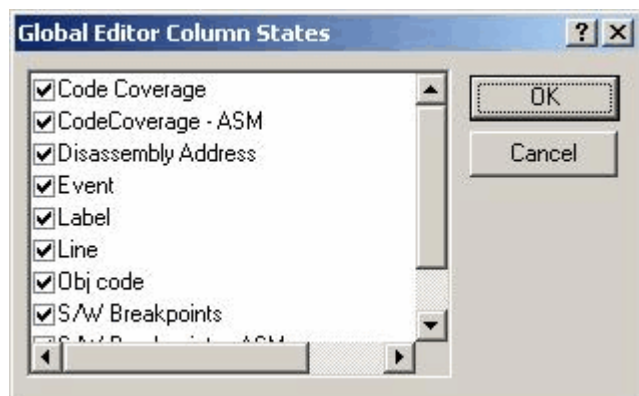 Global Editor Column States
Code Coverage
CodeCoverage - ASM
Disassembly Address
Event
Label
Line
Obj code
S/W Breakpoints
OK
Cancel